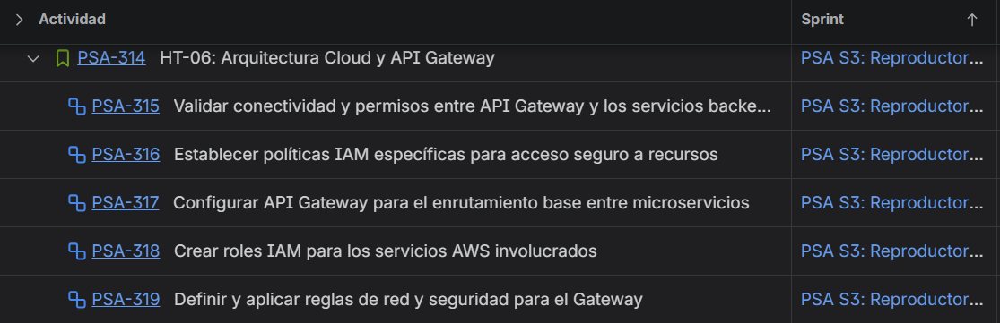 Actividad Sprint
PSA-314 HT-06: Arquitectura Cloud y API Gateway PSA S3: Reproductor...
PSA-315 Validar conectividad y permisos entre API Gateway y los servicios backe... PSA S3: Reproductor...
PSA-316 Establecer políticas IAM específicas para acceso seguro a recursos PSA S3: Reproductor...
PSA-317 Configurar API Gateway para el enrutamiento base entre microservicios PSA S3: Reproductor...
PSA-318 Crear roles IAM para los servicios AWS involucrados PSA S3: Reproductor...
PSA-319 Definir y aplicar reglas de red y seguridad para el Gateway PSA S3: Reproductor...